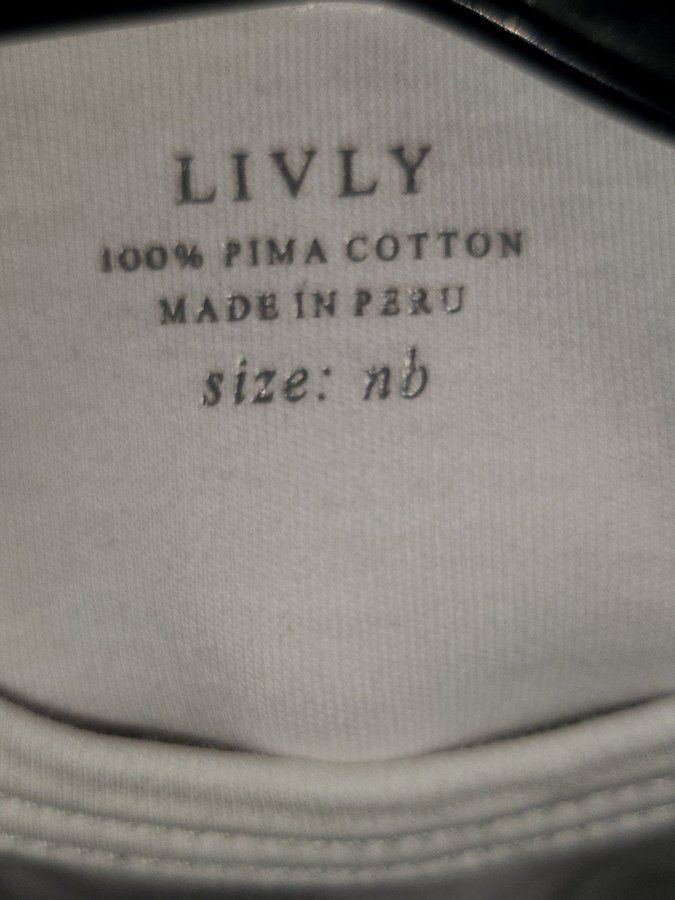 LIVLY
100% PIMA COTTON
MADE IN PERU
size: nb